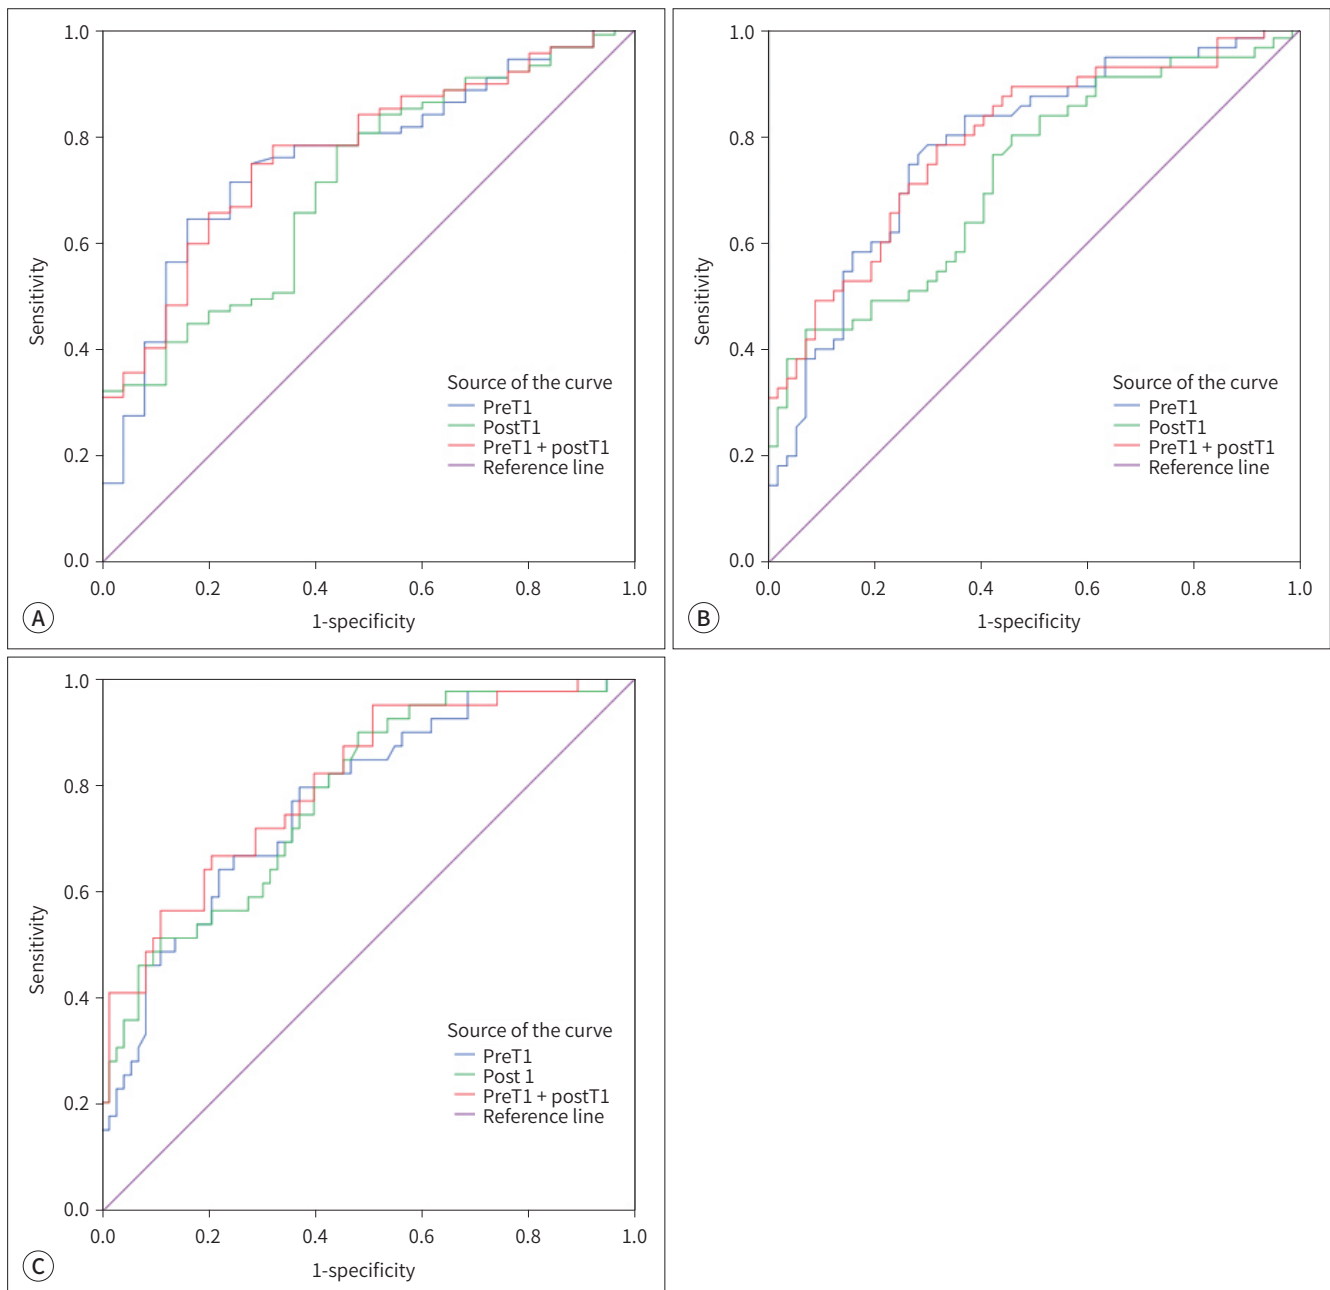 1.0
0.8
0.6
0.4
0.2
0.0
Sensitivity
Source of the curve
PreT1
PostT1
PreT1 + postT1
Reference line
0.0 0.2 0.4 0.6 0.8 1.0
1-specificity
A
1.0
0.8
0.6
0.4
0.2
0.0
Sensitivity
Source of the curve
PreT1
PostT1
PreT1 + postT1
Reference line
0.0 0.2 0.4 0.6 0.8 1.0
1-specificity
B
1.0
0.8
0.6
0.4
0.2
0.0
Sensitivity
Source of the curve
PreT1
Post 1
PreT1 + postT1
Reference line
0.0 0.2 0.4 0.6 0.8 1.0
1-specificity
C